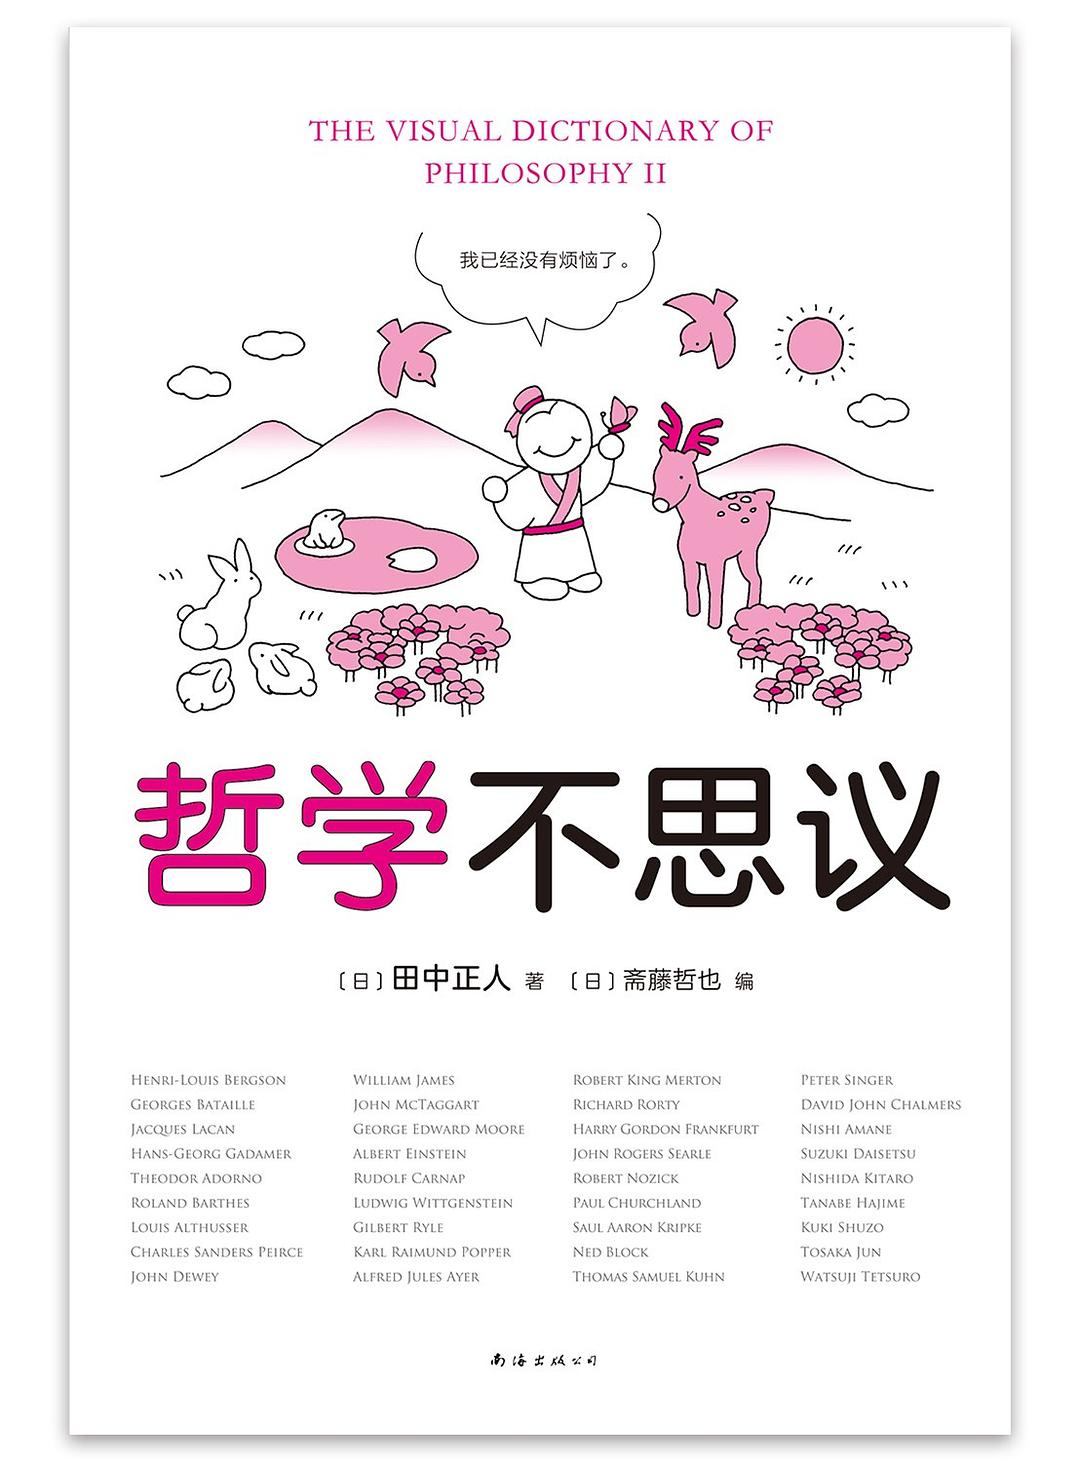 THE VISUAL DICTIONARY OF
PHILOSOPHY II
我已经没有烦恼了。
哲学不思议
〔日〕田中正人 著 〔日〕斎藤哲也 编
HENRI-LOUIS BERGSON
GEORGES BATAILLE
JACQUES LACAN
HANS-GEORG GADAMER
THEODOR ADORNO
ROLAND BARTHES
LOUIS ALTHUSSER
CHARLES SANDERS PEIRCE
JOHN DEWEY
WILLIAM JAMES
JOHN MCTAGGART
GEORGE EDWARD MOORE
ALBERT EINSTEIN
RUDOLF CARNAP
LUDWIG WITTGENSTEIN
GILBERT RYLE
KARL RAIMUND POPPER
ALFRED JULES AYER
ROBERT KING MERTON
RICHARD RORTY
HARRY GORDON FRANKFURT
JOHN ROGERS SEARLE
ROBERT NOZICK
PAUL CHURCHLAND
SAUL AARON KRIPKE
NED BLOCK
THOMAS SAMUEL KUHN
PETER SINGER
DAVID JOHN CHALMERS
NISHI AMANE
SUZUKI DAISETSU
NISHIDA KITARO
TANABE HAJIME
KUKI SHUZO
TOSAKA JUN
WATSUJI TETSURO
南海出版公司